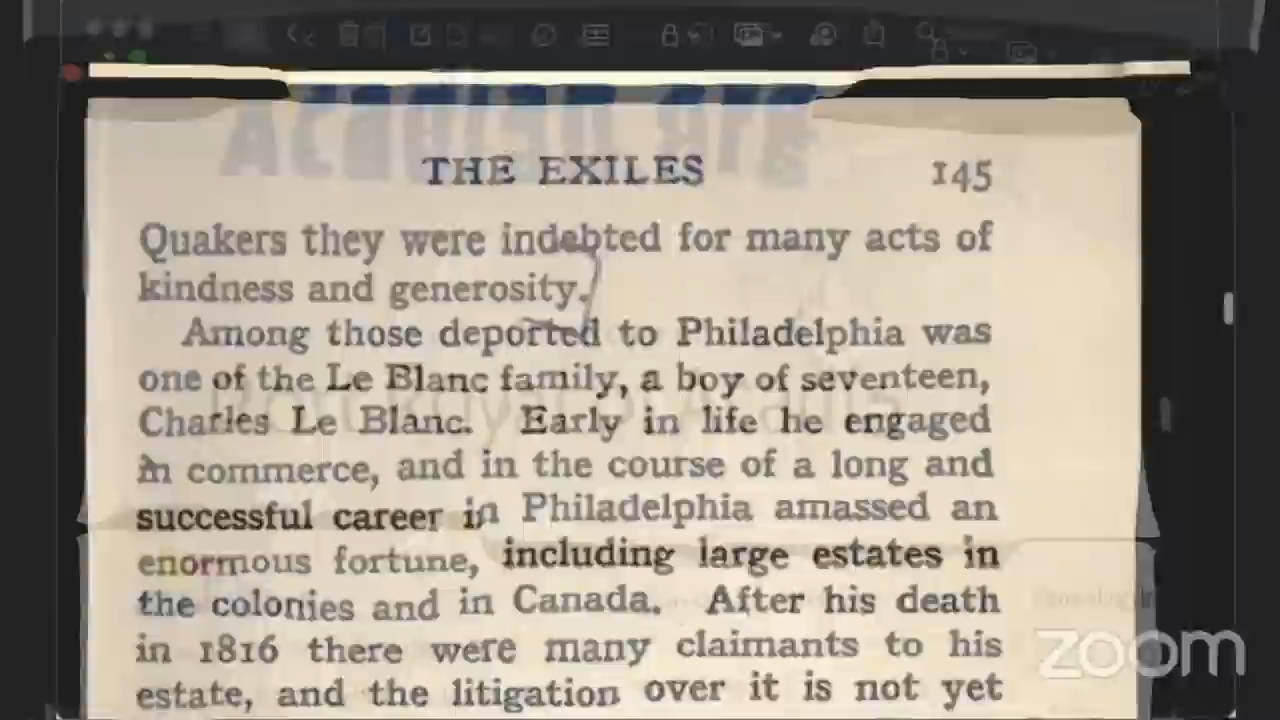 Acadian.org
THE EXILES 145
Quakers they were indebted for many acts of
kindness and generosity.
Among those deported to Philadelphia was
one of the Le Blanc family, a boy of seventeen,
Charles Le Blanc. Early in life he engaged
in commerce, and in the course of a long and
successful career in Philadelphia amassed an
enormous fortune, including large estates in
the colonies and in Canada. After his death
in 1816 there were many claimants to his
estate, and the litigation over it is not yet
zoom